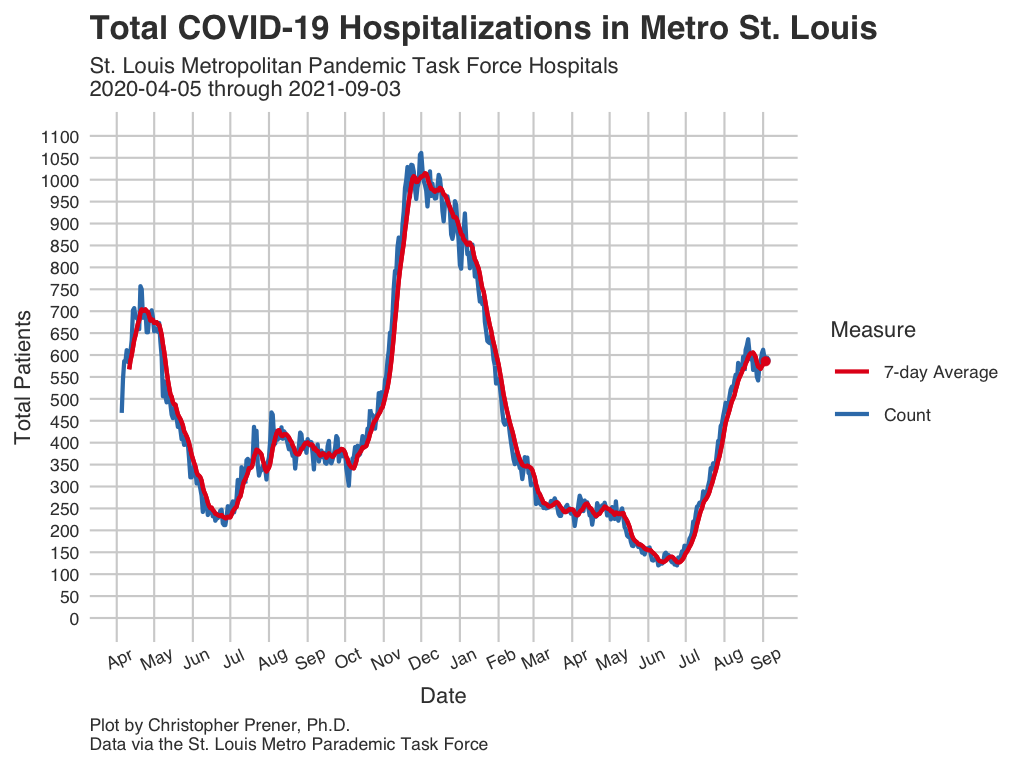 Total COVID-19 Hospitalizations in Metro St. Louis
St. Louis Metropolitan Pandemic Task Force Hospitals
2020-04-05 through 2021-09-03
1100
1050
1000
950
900
850
800
750
700
650
600
550
500
450
400
350
300
250
200
150
100
50
0
Total Patients
Apr May Jun Jul Aug Sep Oct Nov Dec Jan Feb Mar Apr May Jun Jul Aug Sep
Date
Measure
7-day Average
Count
Plot by Christopher Prener, Ph.D.
Data via the St. Louis Metro Parademic Task Force